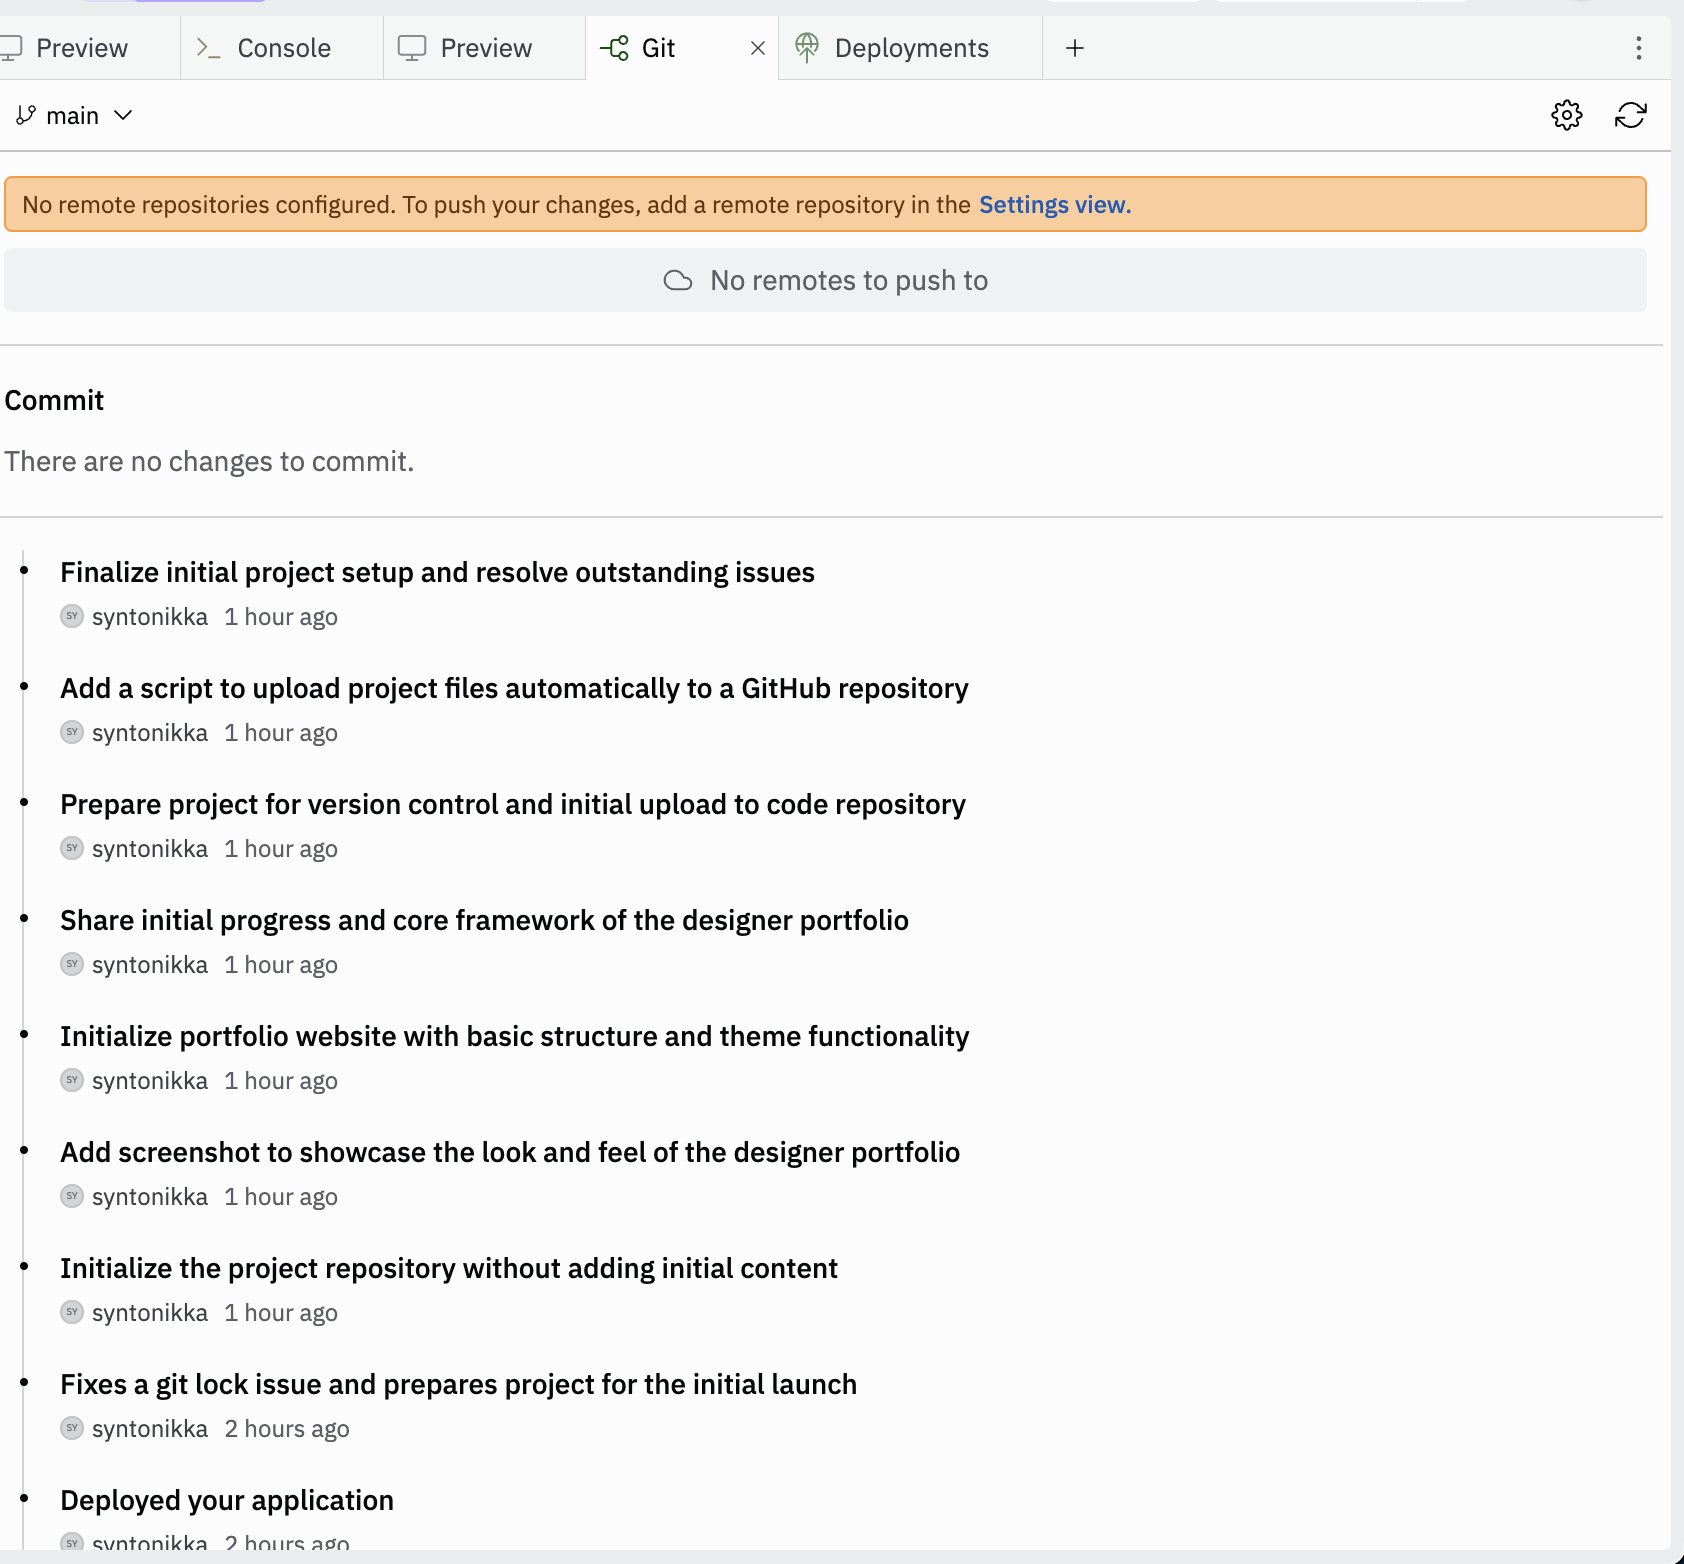 Preview
Console
Preview
Git
Deployments
main
No remote repositories configured. To push your changes, add a remote repository in the Settings view.
No remotes to push to
Commit
There are no changes to commit.
Finalize initial project setup and resolve outstanding issues
SY syntonikka 1 hour ago
Add a script to upload project files automatically to a GitHub repository
SY syntonikka 1 hour ago
Prepare project for version control and initial upload to code repository
SY syntonikka 1 hour ago
Share initial progress and core framework of the designer portfolio
SY syntonikka 1 hour ago
Initialize portfolio website with basic structure and theme functionality
SY syntonikka 1 hour ago
Add screenshot to showcase the look and feel of the designer portfolio
SY syntonikka 1 hour ago
Initialize the project repository without adding initial content
SY syntonikka 1 hour ago
Fixes a git lock issue and prepares project for the initial launch
SY syntonikka 2 hours ago
Deployed your application
SY syntonikka 2 hours ago